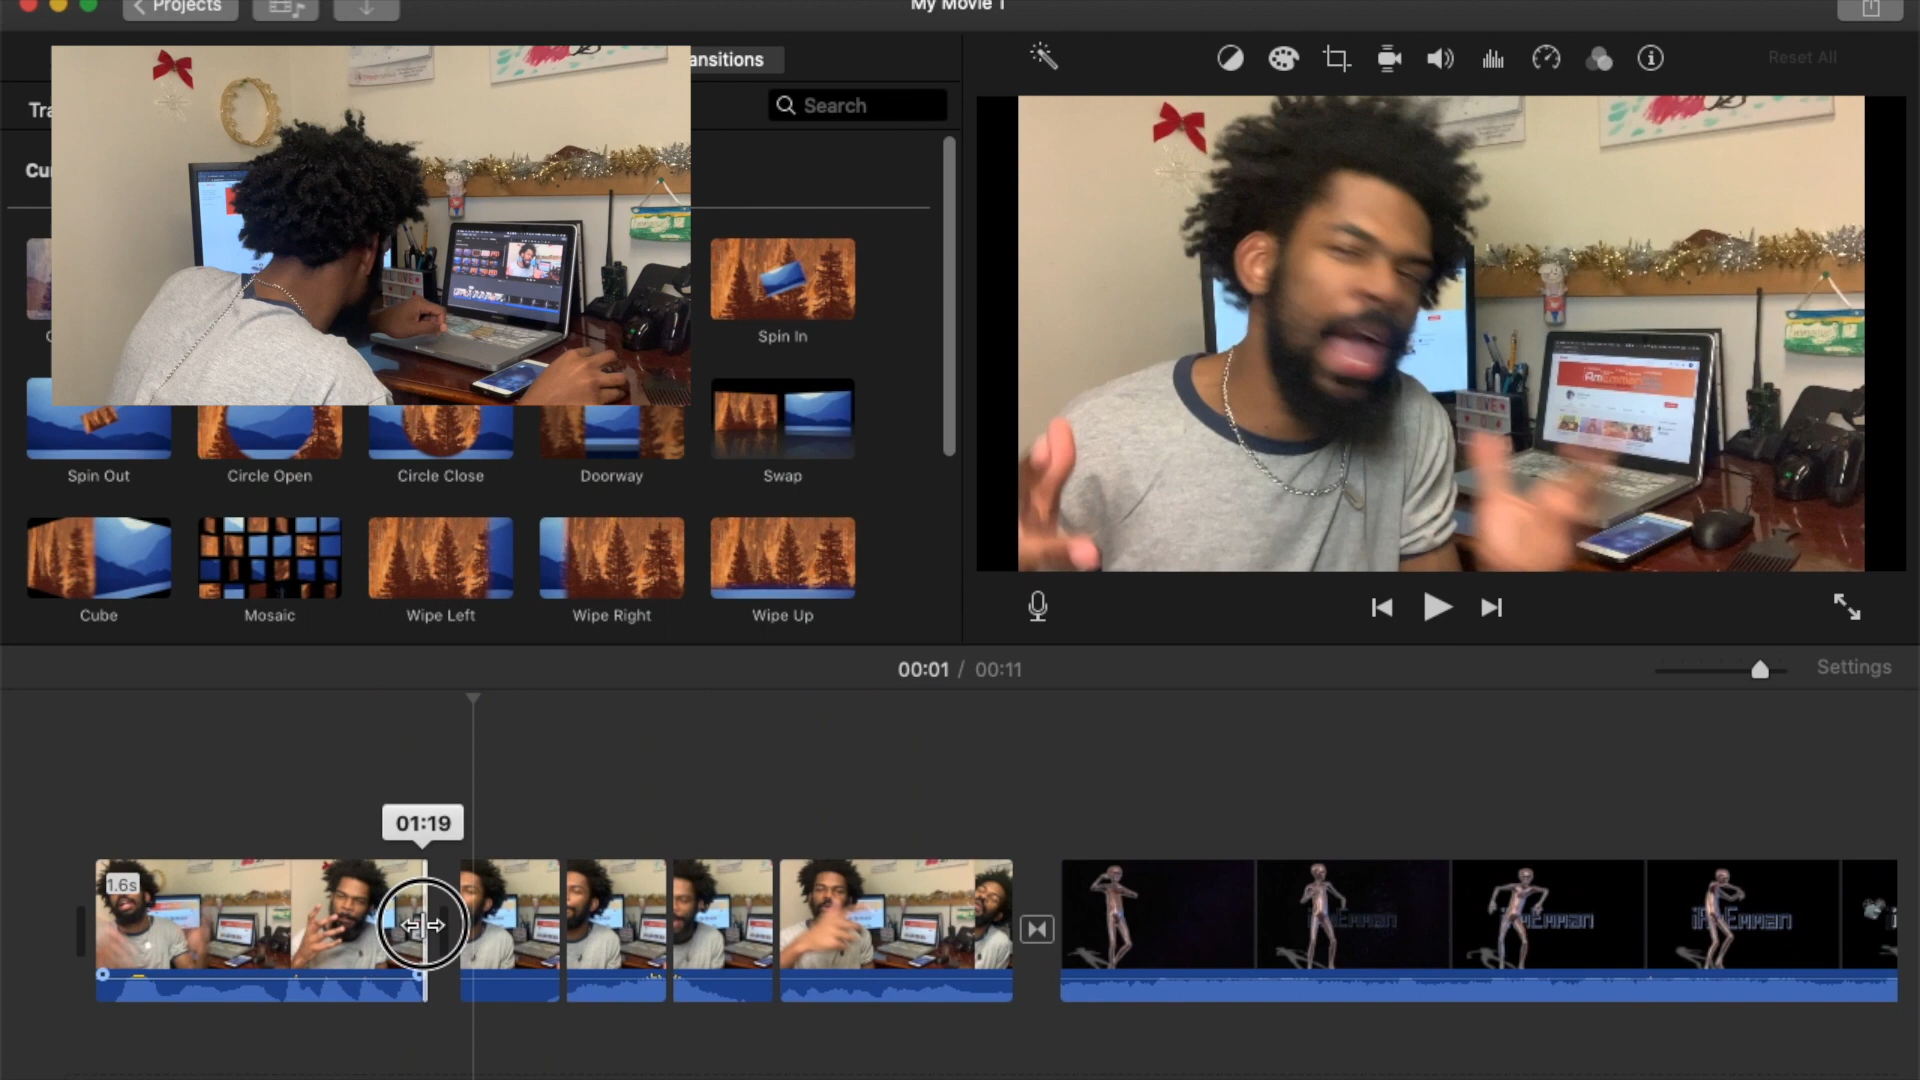 Projects
My Movie 1
ansitions
Reset All
Tra
Search
Cu
Spin In
Spin Out
Circle Open
Circle Close
Doorway
Swap
Cube
Mosaic
Wipe Left
Wipe Right
Wipe Up
00:01 / 00:11
Settings
01:19
1.6s